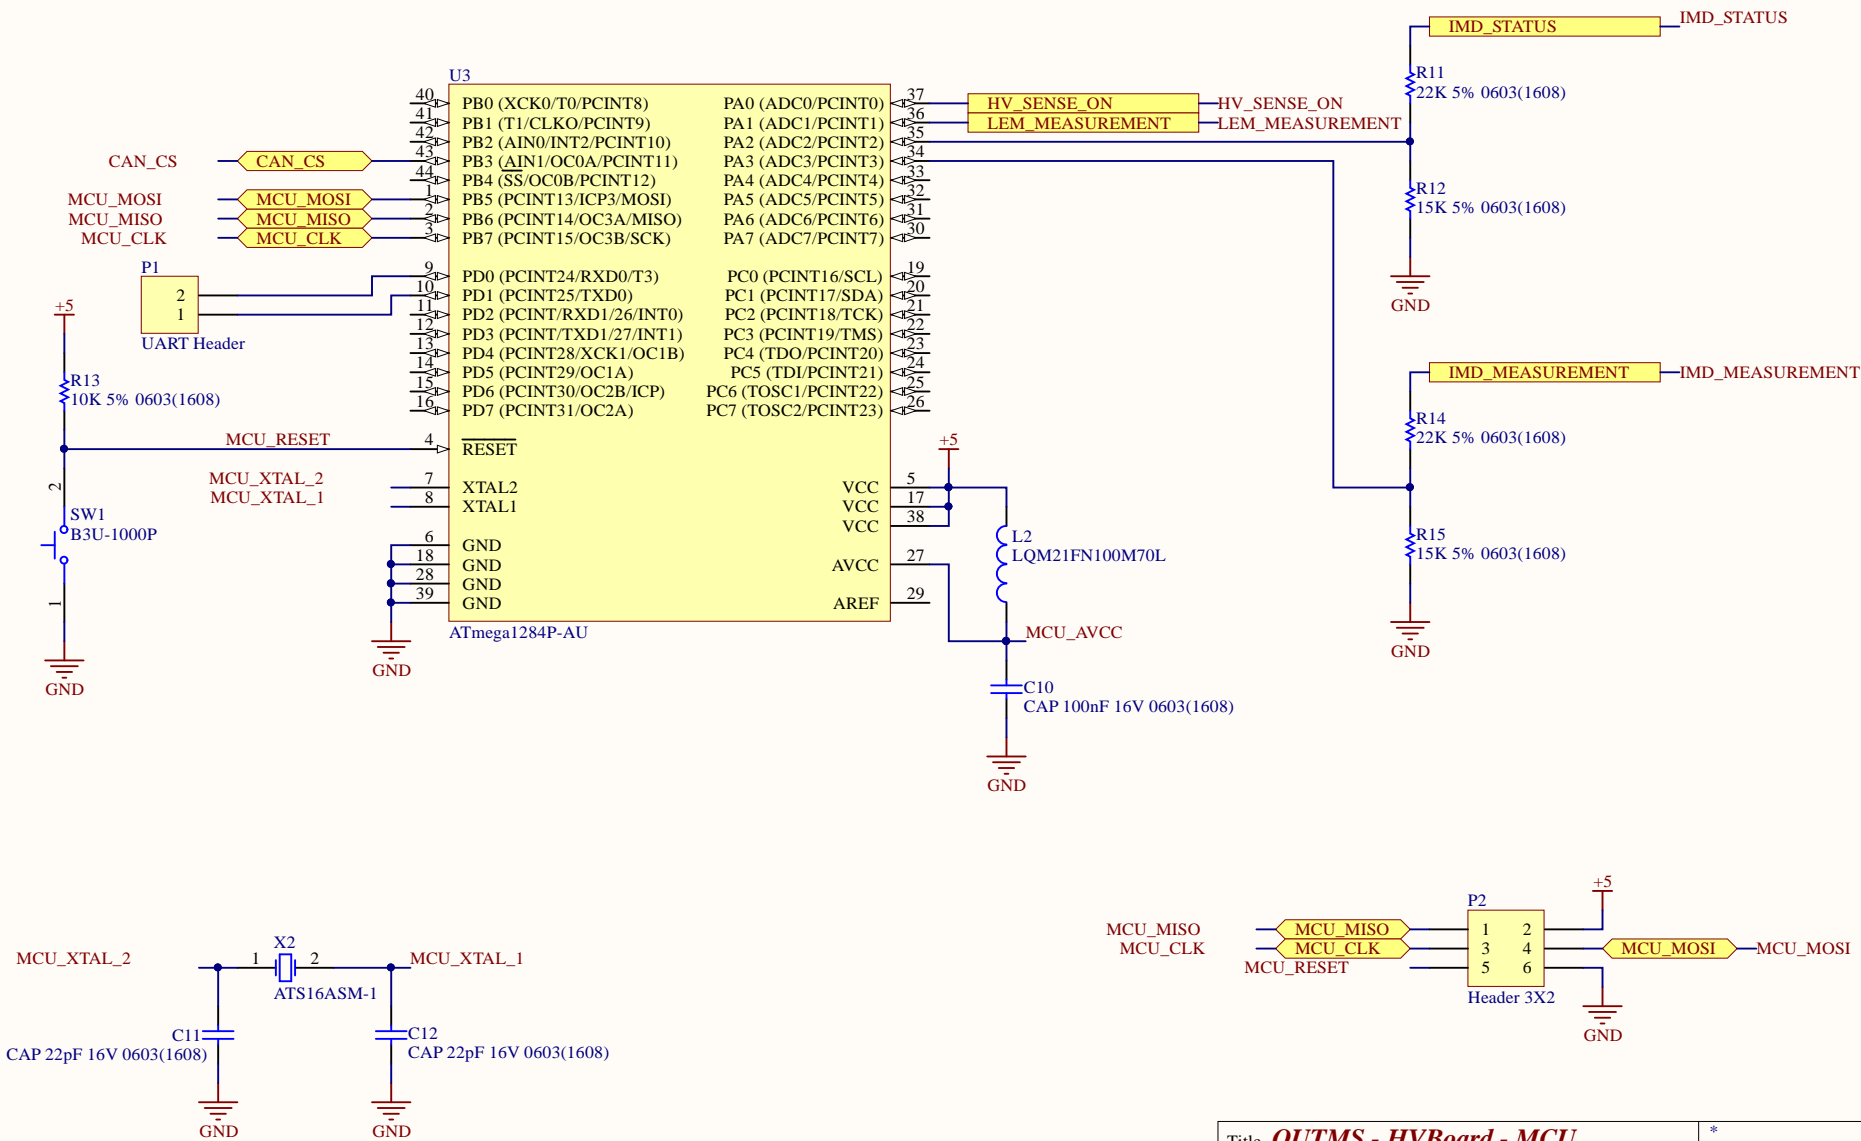 IMD_STATUS
IMD_STATUS
R11
22K 5% 0603(1608)
R12
15K 5% 0603(1608)
GND
U3
40 PB0 (XCK0/T0/PCINT8)
41 PB1 (T1/CLKO/PCINT9)
42 PB2 (AIN0/INT2/PCINT10)
CAN_CS CAN_CS 43 PB3 (AIN1/OC0A/PCINT11)
44 PB4 (SS/OC0B/PCINT12)
MCU_MOSI MCU_MOSI 1 PB5 (PCINT13/ICP3/MOSI)
MCU_MISO MCU_MISO 2 PB6 (PCINT14/OC3A/MISO)
MCU_CLK MCU_CLK 3 PB7 (PCINT15/OC3B/SCK)
9 PD0 (PCINT24/RXD0/T3)
10 PD1 (PCINT25/TXD0)
11 PD2 (PCINT/RXD1/26/INT0)
12 PD3 (PCINT/TXD1/27/INT1)
13 PD4 (PCINT28/XCK1/OC1B)
14 PD5 (PCINT29/OC1A)
15 PD6 (PCINT30/OC2B/ICP)
16 PD7 (PCINT31/OC2A)
MCU_RESET 4 RESET
MCU_XTAL_2 7 XTAL2
MCU_XTAL_1 8 XTAL1
6 GND
18 GND
28 GND
39 GND
PA0 (ADC0/PCINT0) 37 HV_SENSE_ON HV_SENSE_ON
PA1 (ADC1/PCINT1) 36 LEM_MEASUREMENT LEM_MEASUREMENT
PA2 (ADC2/PCINT2) 35
PA3 (ADC3/PCINT3) 34
PA4 (ADC4/PCINT4) 33
PA5 (ADC5/PCINT5) 32
PA6 (ADC6/PCINT6) 31
PA7 (ADC7/PCINT7) 30
PC0 (PCINT16/SCL) 19
PC1 (PCINT17/SDA) 20
PC2 (PCINT18/TCK) 21
PC3 (PCINT19/TMS) 22
PC4 (TDO/PCINT20) 23
PC5 (TDI/PCINT21) 24
PC6 (TOSC1/PCINT22) 25
PC7 (TOSC2/PCINT23) 26
VCC 5
VCC 17
VCC 38
AVCC 27
AREF 29
ATmega1284P-AU
GND
P1
2
1
UART Header
+5
R13
10K 5% 0603(1608)
2
SW1
B3U-1000P
1
GND
+5
L2
LQM21FN100M70L
MCU_AVCC
C10
CAP 100nF 16V 0603(1608)
GND
IMD_MEASUREMENT
IMD_MEASUREMENT
R14
22K 5% 0603(1608)
R15
15K 5% 0603(1608)
GND
MCU_XTAL_2
X2
1 2
MCU_XTAL_1
ATS16ASM-1
C11
CAP 22pF 16V 0603(1608)
C12
CAP 22pF 16V 0603(1608)
GND
GND
+5
P2
MCU_MISO MCU_MISO 1 2
MCU_CLK MCU_CLK 3 4 MCU_MOSI MCU_MOSI
MCU_RESET 5 6
Header 3X2
GND
Title OUTMS - HVBoard - MCU
*